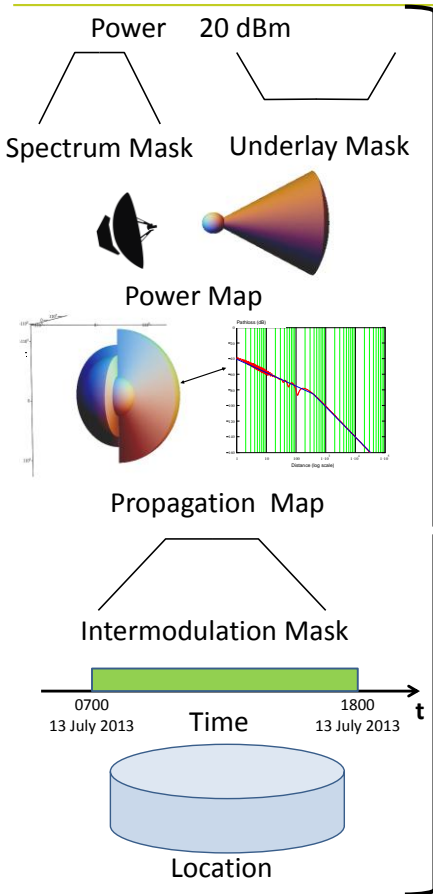 Power 20 dBm
Spectrum Mask Underlay Mask
Power Map
Pathloss (dB)
Distance (log scale)
Propagation Map
Intermodulation Mask
0700 1800 t
13 July 2013 Time 13 July 2013
Location